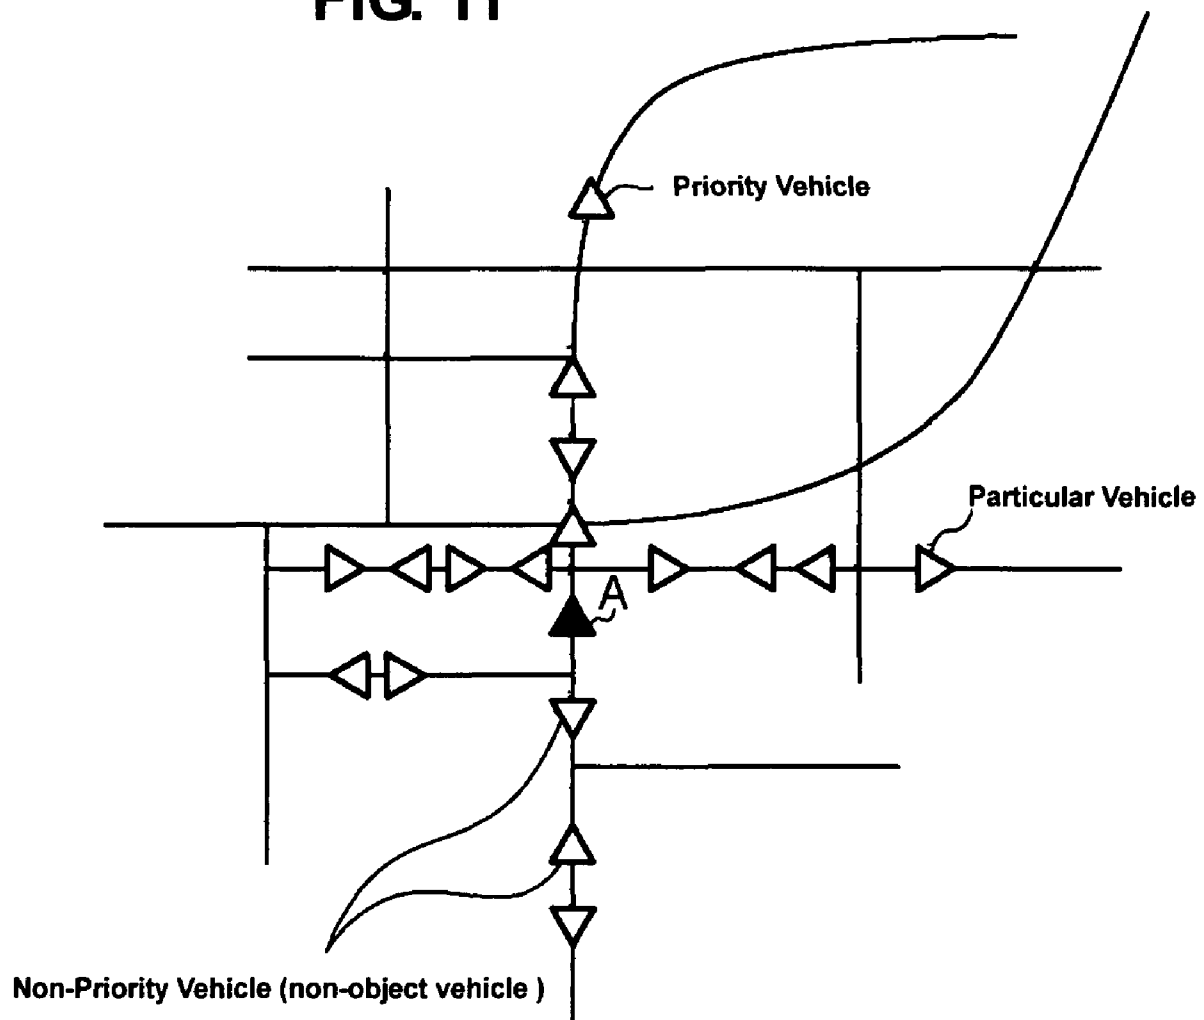 FIG. 11
Priority Vehicle
Particular Vehicle
A
Non-Priority Vehicle (non-object vehicle )